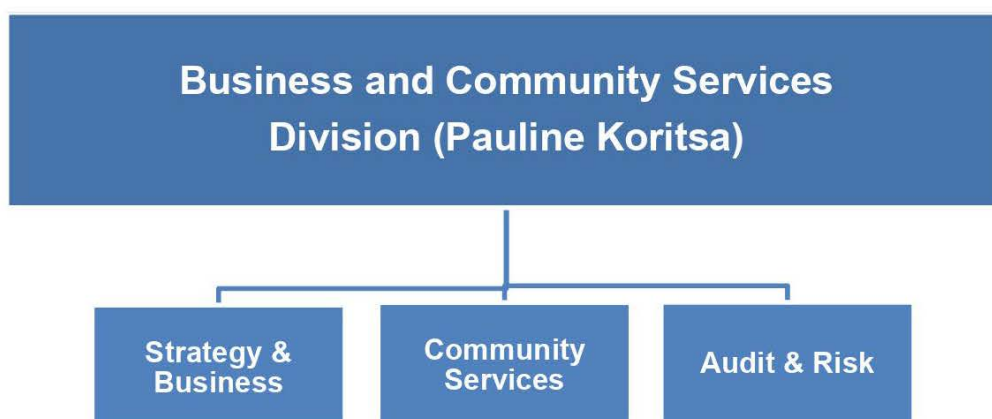 Business and Community Services
Division (Pauline Koritsa)
Strategy &
Business
Community
Services
Audit & Risk